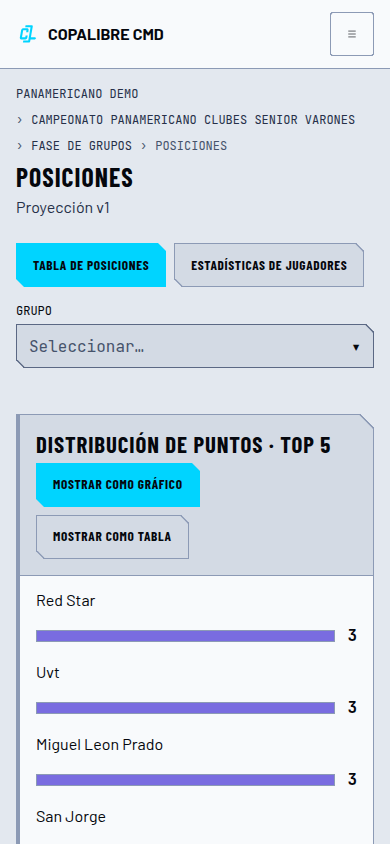 COPALIBRE CMD
≡
PANAMERICANO DEMO
› CAMPEONATO PANAMERICANO CLUBES SENIOR VARONES
› FASE DE GRUPOS › POSICIONES
POSICIONES
Proyección v1
TABLA DE POSICIONES ESTADÍSTICAS DE JUGADORES
GRUPO
Seleccionar… ▾
DISTRIBUCIÓN DE PUNTOS · TOP 5
MOSTRAR COMO GRÁFICO
MOSTRAR COMO TABLA
Red Star
3
Uvt
3
Miguel Leon Prado
3
San Jorge